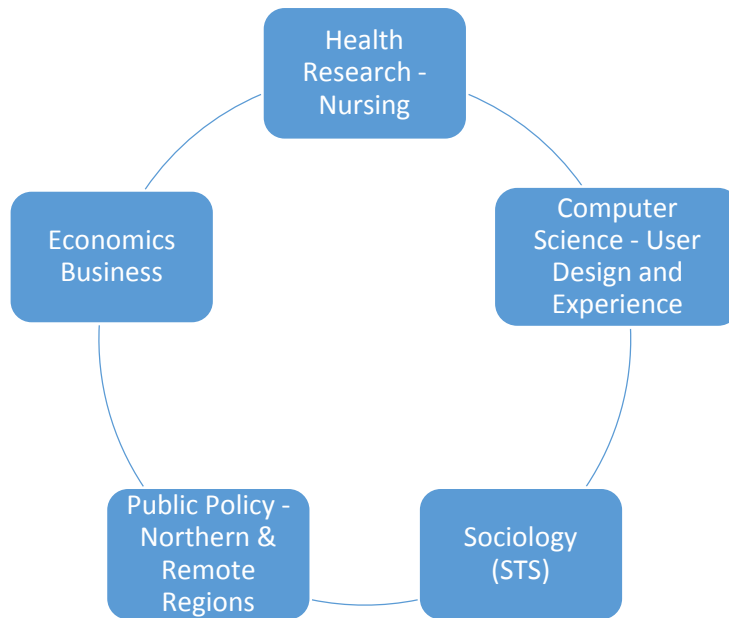 Health
Research -
Nursing
Computer
Science - User
Design and
Experience
Sociology
(STS)
Public Policy -
Northern &
Remote
Regions
Economics
Business